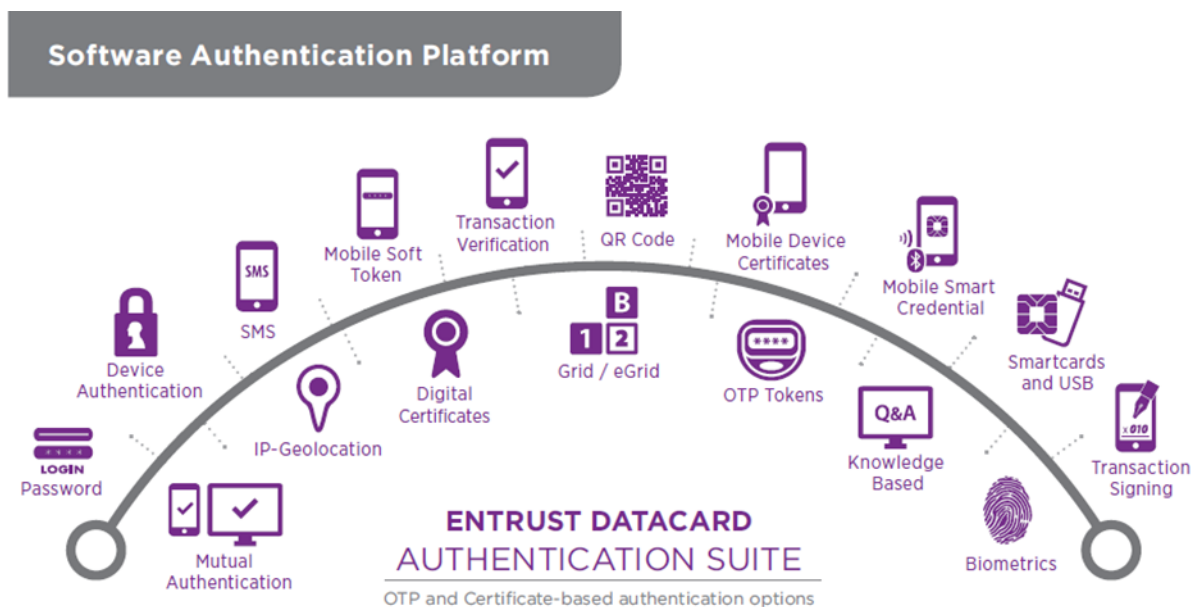 Software Authentication Platform
Transaction
Verification
QR Code
Mobile Device
Certificates
Mobile Soft
Token
SMS
SMS
Mobile Smart
Credential
Device
Authentication
Smartcards
and USB
LOGIN
Password
IP-Geolocation
Digital
Certificates
B
1 2
Grid / eGrid
****
OTP Tokens
Q&A
Knowledge
Based
x 010
Transaction
Signing
Mutual
Authentication
Biometrics
ENTRUST DATACARD
AUTHENTICATION SUITE
OTP and Certificate-based authentication options